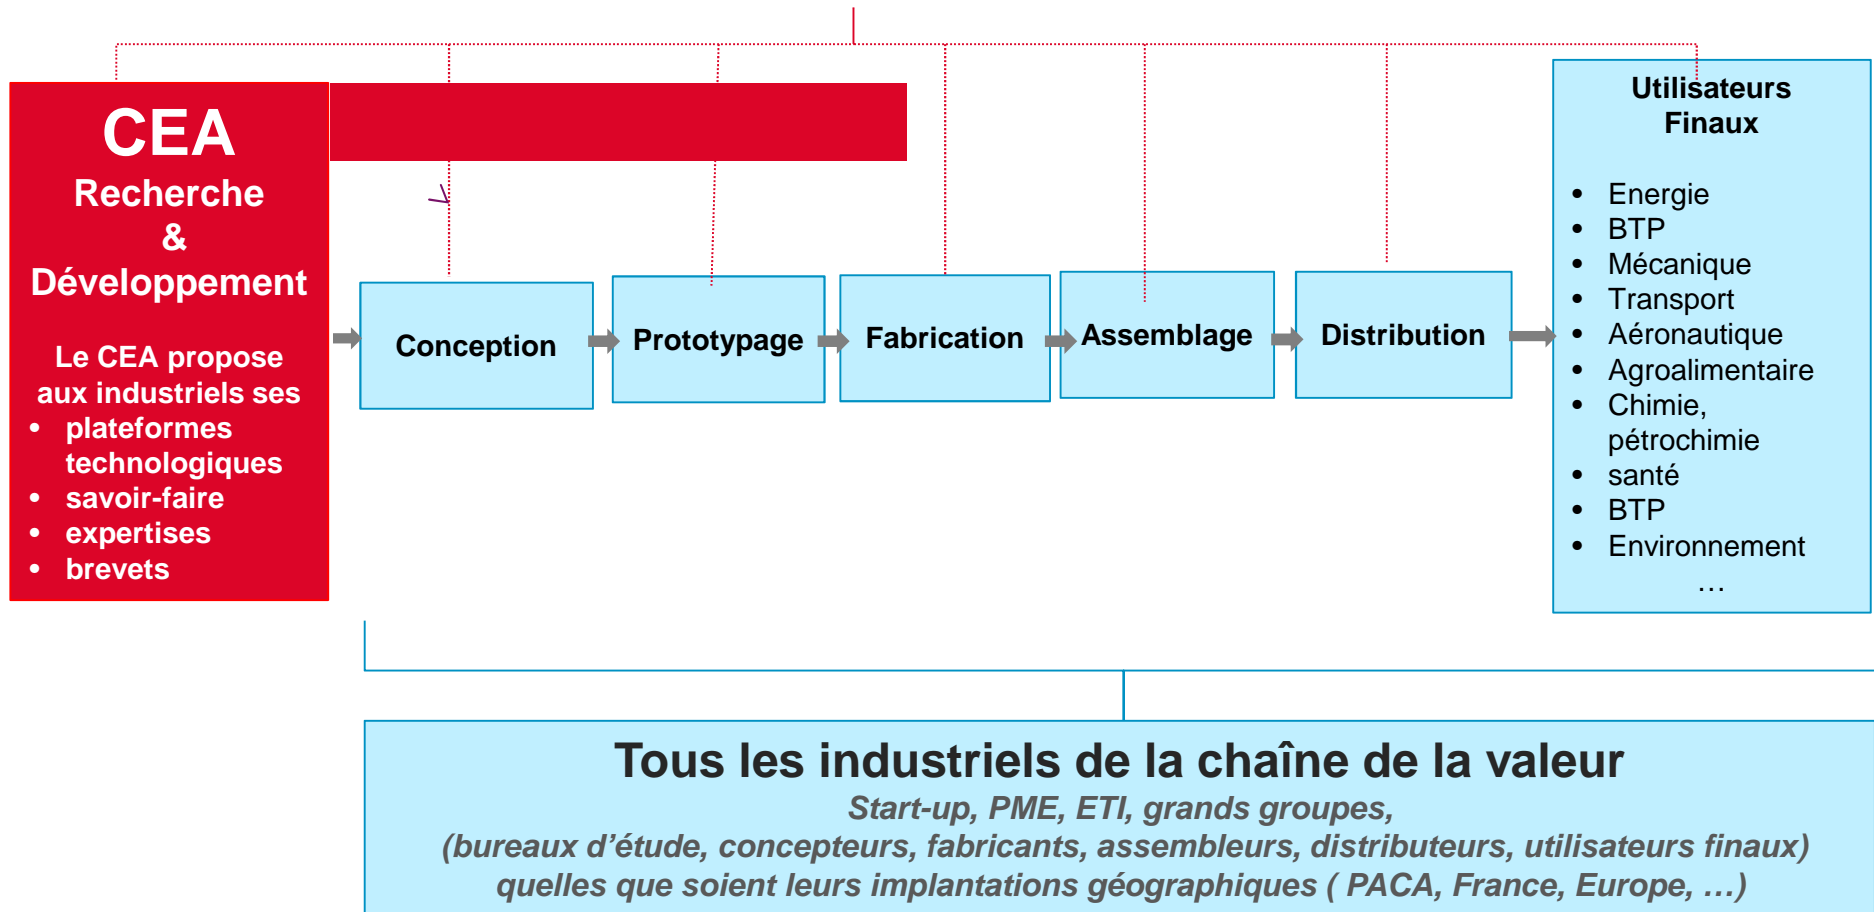 CEA
Recherche
&
Développement
Le CEA propose
aux industriels ses
• plateformes
technologiques
• savoir-faire
• expertises
• brevets
Conception
Prototypage
Fabrication
Assemblage
Distribution
Utilisateurs
Finaux
• Energie
• BTP
• Mécanique
• Transport
• Aéronautique
• Agroalimentaire
• Chimie,
pétrochimie
• santé
• BTP
• Environnement
…
Tous les industriels de la chaîne de la valeur
Start-up, PME, ETI, grands groupes,
(bureaux d’étude, concepteurs, fabricants, assembleurs, distributeurs, utilisateurs finaux)
quelles que soient leurs implantations géographiques ( PACA, France, Europe, …)